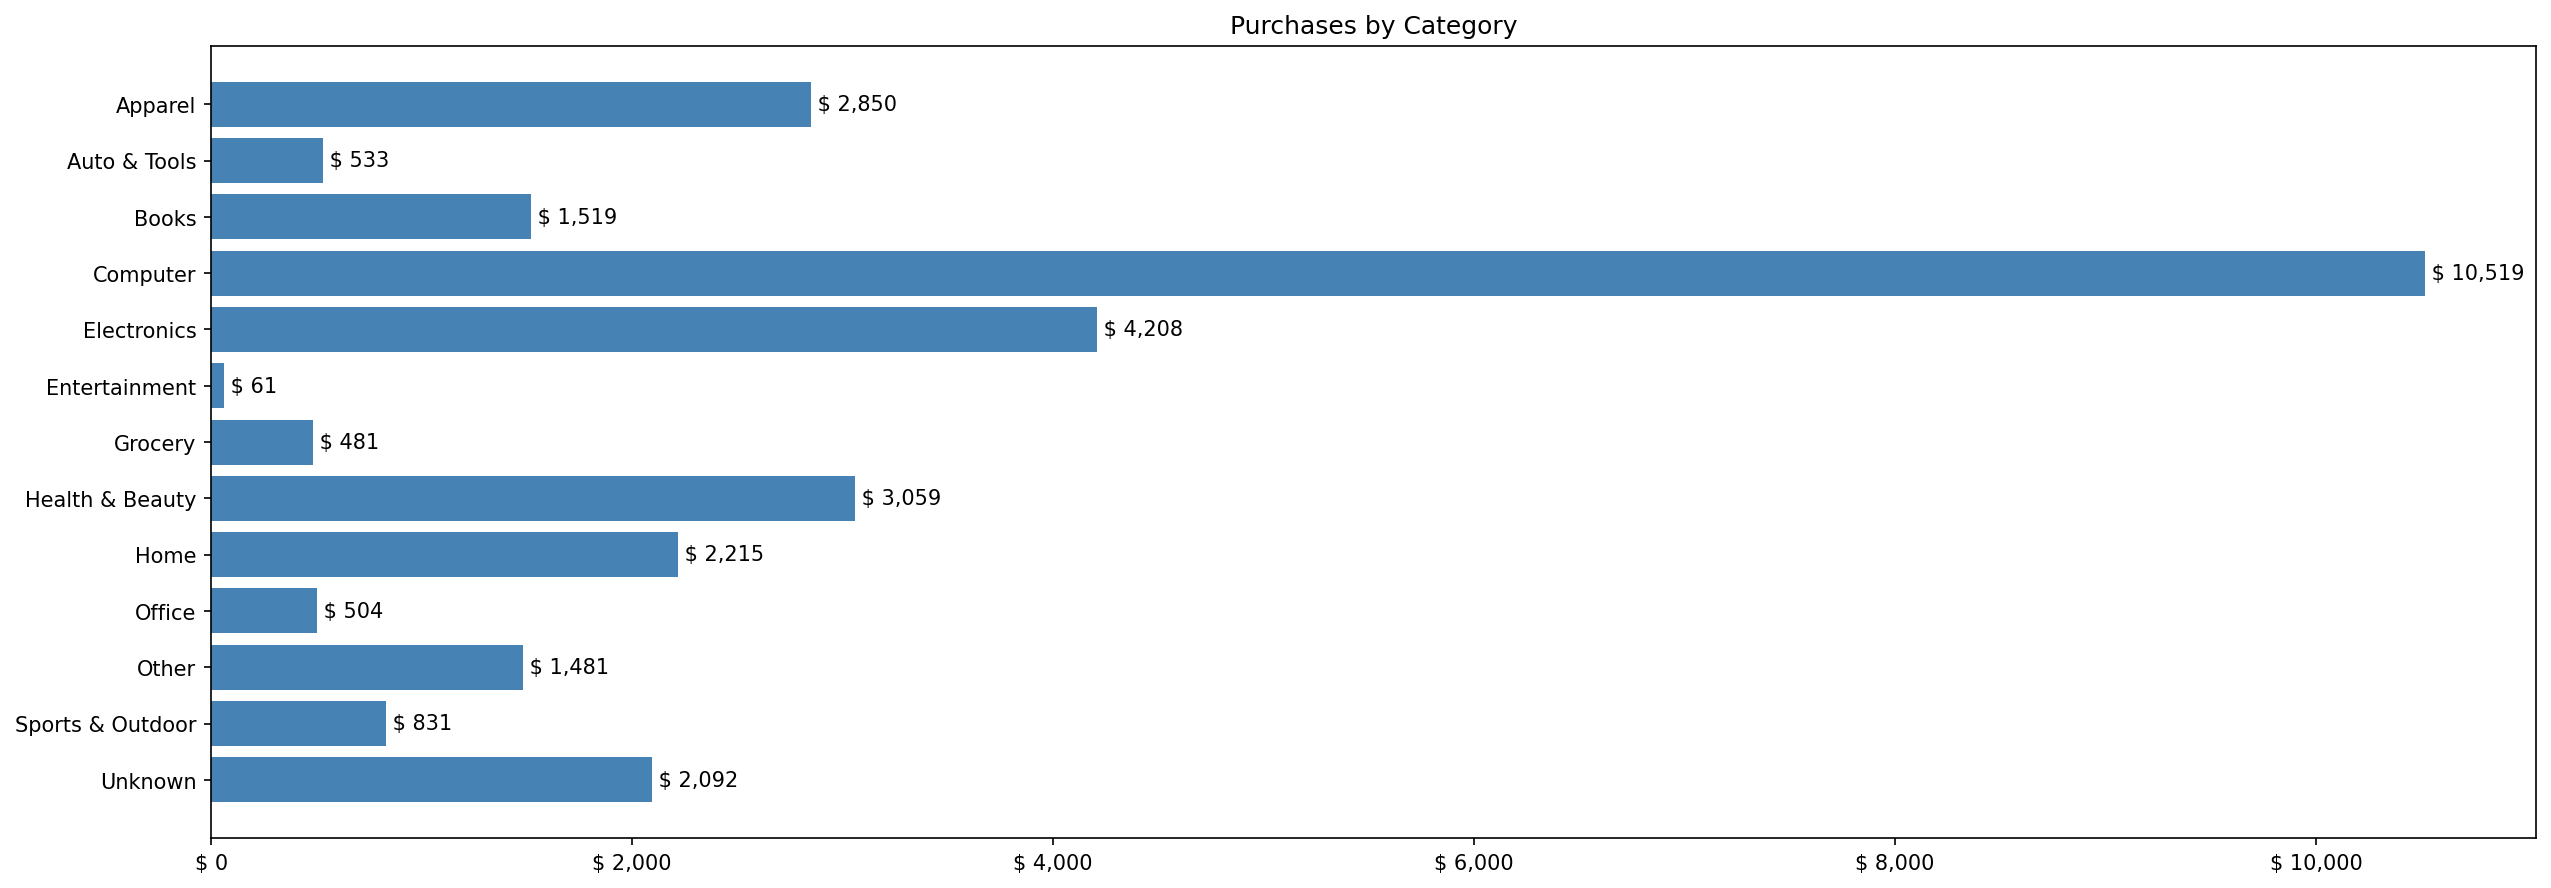 Purchases by Category
Apparel $ 2,850
Auto & Tools $ 533
Books $ 1,519
Computer $ 10,519
Electronics $ 4,208
Entertainment $ 61
Grocery $ 481
Health & Beauty $ 3,059
Home $ 2,215
Office $ 504
Other $ 1,481
Sports & Outdoor $ 831
Unknown $ 2,092
$ 0 $ 2,000 $ 4,000 $ 6,000 $ 8,000 $ 10,000